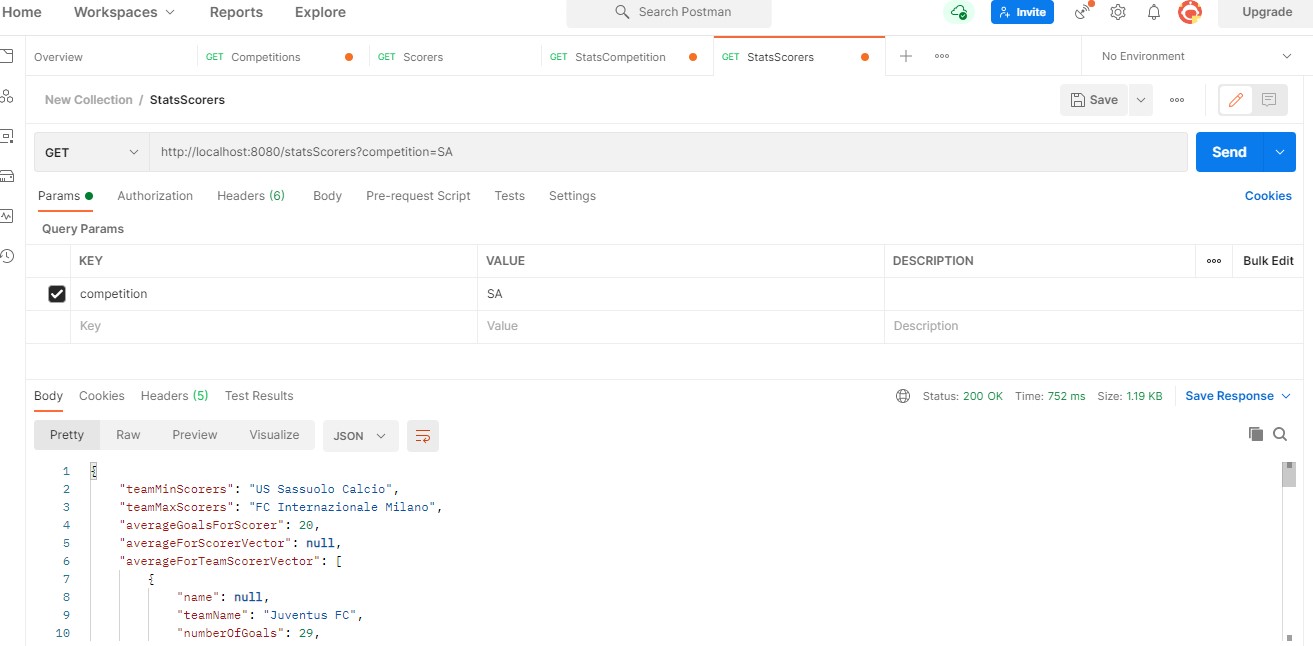 Home Workspaces Reports Explore Search Postman Invite Upgrade
Overview GET Competitions GET Scorers GET StatsCompetition GET StatsScorers No Environment
New Collection / StatsScorers Save
GET http://localhost:8080/statsScorers?competition=SA Send
Params Authorization Headers (6) Body Pre-request Script Tests Settings Cookies
Query Params
KEY VALUE DESCRIPTION Bulk Edit
competition SA
Key Value Description
Body Cookies Headers (5) Test Results Status: 200 OK Time: 752 ms Size: 1.19 KB Save Response
Pretty Raw Preview Visualize JSON
1 {
2 "teamMinScorers": "US Sassuolo Calcio",
3 "teamMaxScorers": "FC Internazionale Milano",
4 "averageGoalsForScorer": 20,
5 "averageForScorerVector": null,
6 "averageForTeamScorerVector": [
7 {
8 "name": null,
9 "teamName": "Juventus FC",
10 "numberOfGoals": 29,